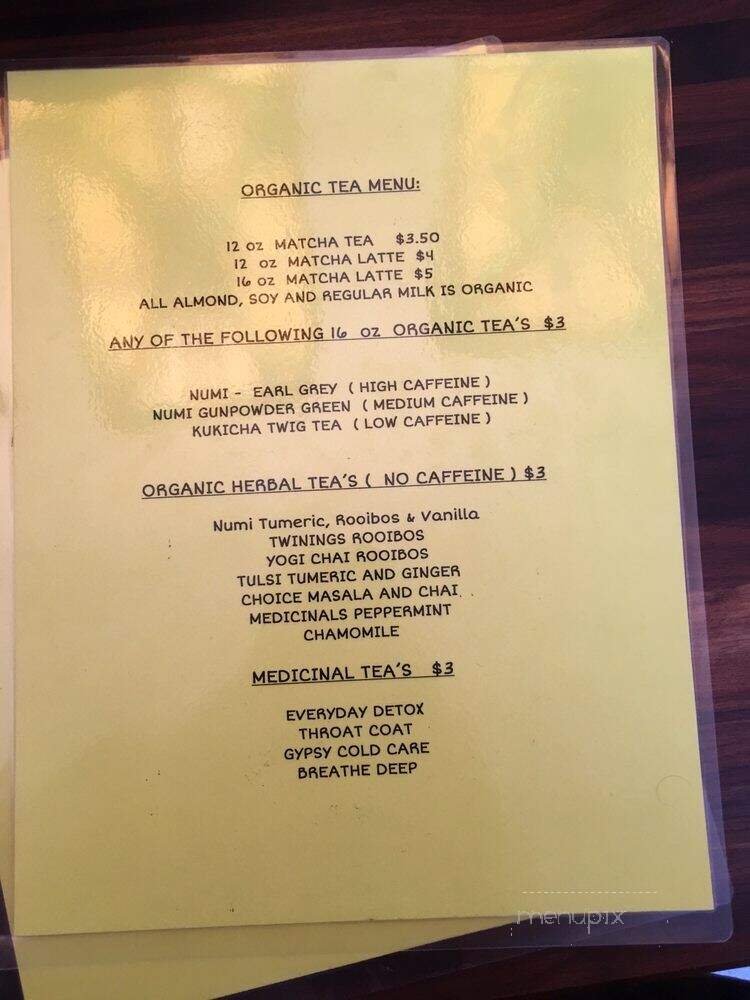 ORGANIC TEA MENU:
12 oz MATCHA TEA $3.50
12 oz MATCHA LATTE $4
16 oz MATCHA LATTE $5
ALL ALMOND, SOY AND REGULAR MILK IS ORGANIC
ANY OF THE FOLLOWING 16 oz ORGANIC TEA'S $3
NUMI - EARL GREY ( HIGH CAFFEINE )
NUMI GUNPOWDER GREEN ( MEDIUM CAFFEINE )
KUKICHA TWIG TEA ( LOW CAFFEINE )
ORGANIC HERBAL TEA'S ( NO CAFFEINE ) $3
Numi Tumeric, Rooibos & Vanilla
TWININGS ROOIBOS
YOGI CHAI ROOIBOS
TULSI TUMERIC AND GINGER
CHOICE MASALA AND CHAI
MEDICINALS PEPPERMINT
CHAMOMILE
MEDICINAL TEA'S $3
EVERYDAY DETOX
THROAT COAT
GYPSY COLD CARE
BREATHE DEEP
menupix